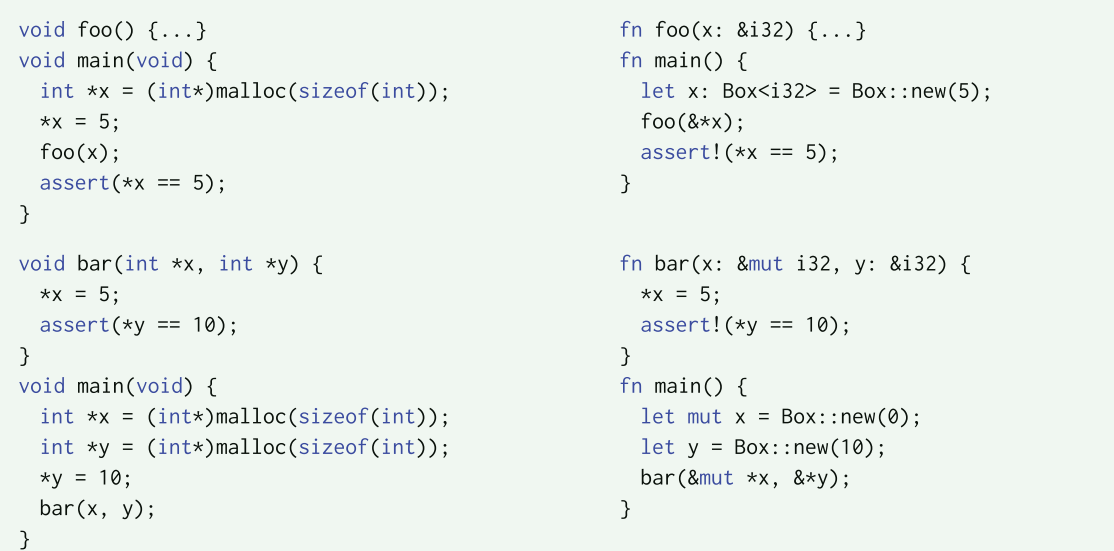 void foo() {...}
void main(void) {
  int *x = (int*)malloc(sizeof(int));
  *x = 5;
  foo(x);
  assert(*x == 5);
}
void bar(int *x, int *y) {
  *x = 5;
  assert(*y == 10);
}
void main(void) {
  int *x = (int*)malloc(sizeof(int));
  int *y = (int*)malloc(sizeof(int));
  *y = 10;
  bar(x, y);
}
fn foo(x: &i32) {...}
fn main() {
  let x: Box<i32> = Box::new(5);
  foo(&*x);
  assert!(*x == 5);
}
fn bar(x: &mut i32, y: &i32) {
  *x = 5;
  assert!(*y == 10);
}
fn main() {
  let mut x = Box::new(0);
  let y = Box::new(10);
  bar(&mut *x, &*y);
}